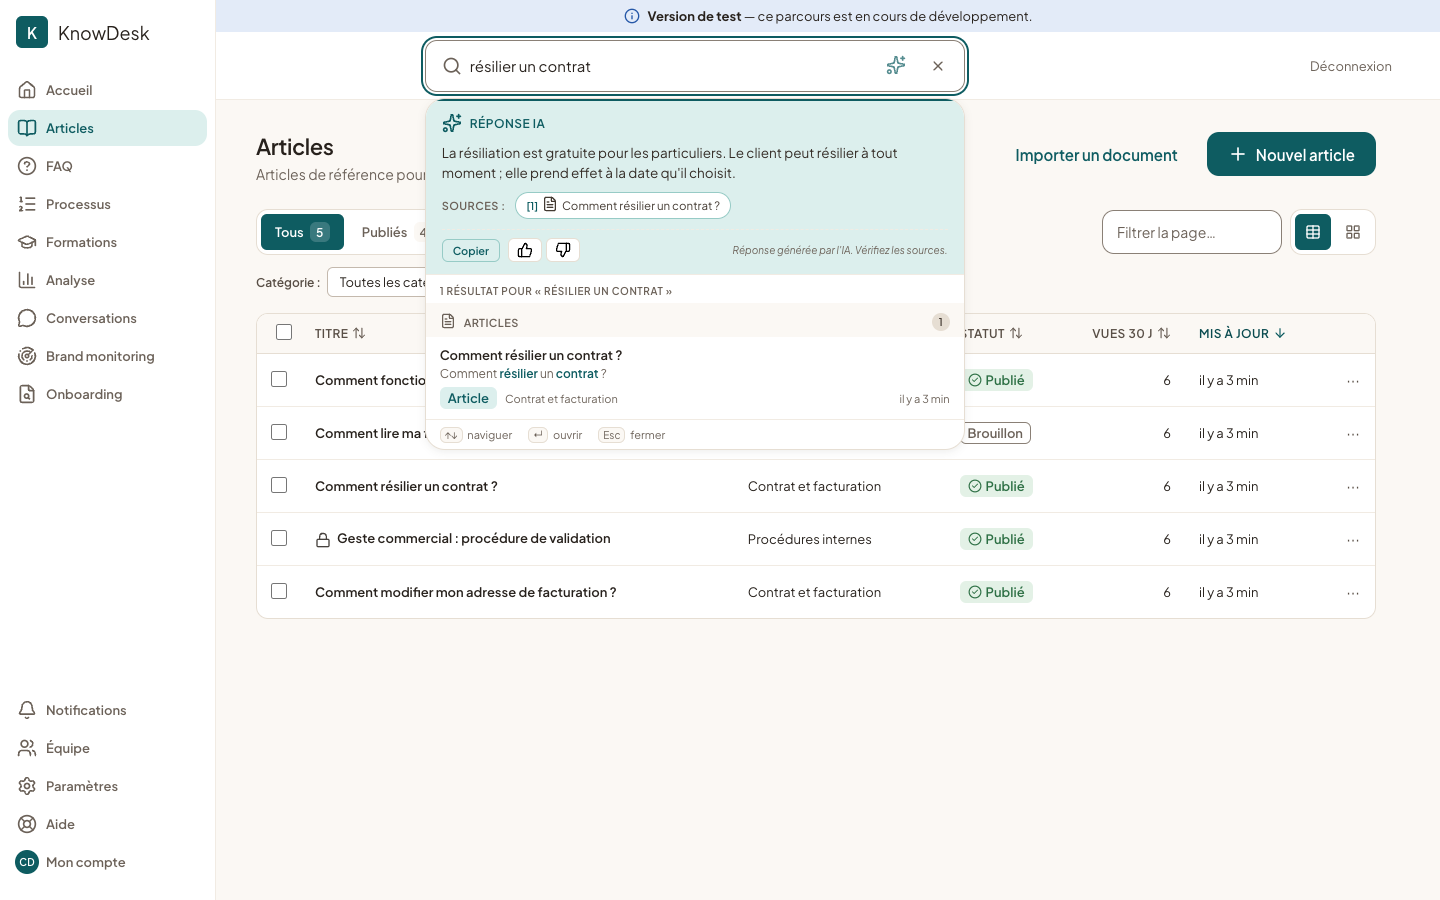 K KnowDesk
Accueil
Articles
FAQ
Processus
Formations
Analyse
Conversations
Brand monitoring
Onboarding
Notifications
Équipe
Paramètres
Aide
CD Mon compte
Version de test — ce parcours est en cours de développement.
résilier un contrat
Déconnexion
RÉPONSE IA
La résiliation est gratuite pour les particuliers. Le client peut résilier à tout
moment ; elle prend effet à la date qu'il choisit.
SOURCES : [1] Comment résilier un contrat ?
Copier Réponse générée par l'IA. Vérifiez les sources.
1 RÉSULTAT POUR « RÉSILIER UN CONTRAT »
ARTICLES 1
Comment résilier un contrat ?
Comment résilier un contrat ?
Article Contrat et facturation il y a 3 min
naviguer ouvrir Esc fermer
Articles
Articles de référence pour
Importer un document
Nouvel article
Tous 5 Publiés 4
Filtrer la page...
Catégorie : Toutes les caté
TITRE STATUT VUES 30 J MIS À JOUR
Comment fonctio Publié 6 il y a 3 min ...
Comment lire ma f Brouillon 6 il y a 3 min ...
Comment résilier un contrat ? Contrat et facturation Publié 6 il y a 3 min ...
Geste commercial : procédure de validation Procédures internes Publié 6 il y a 3 min ...
Comment modifier mon adresse de facturation ? Contrat et facturation Publié 6 il y a 3 min ...